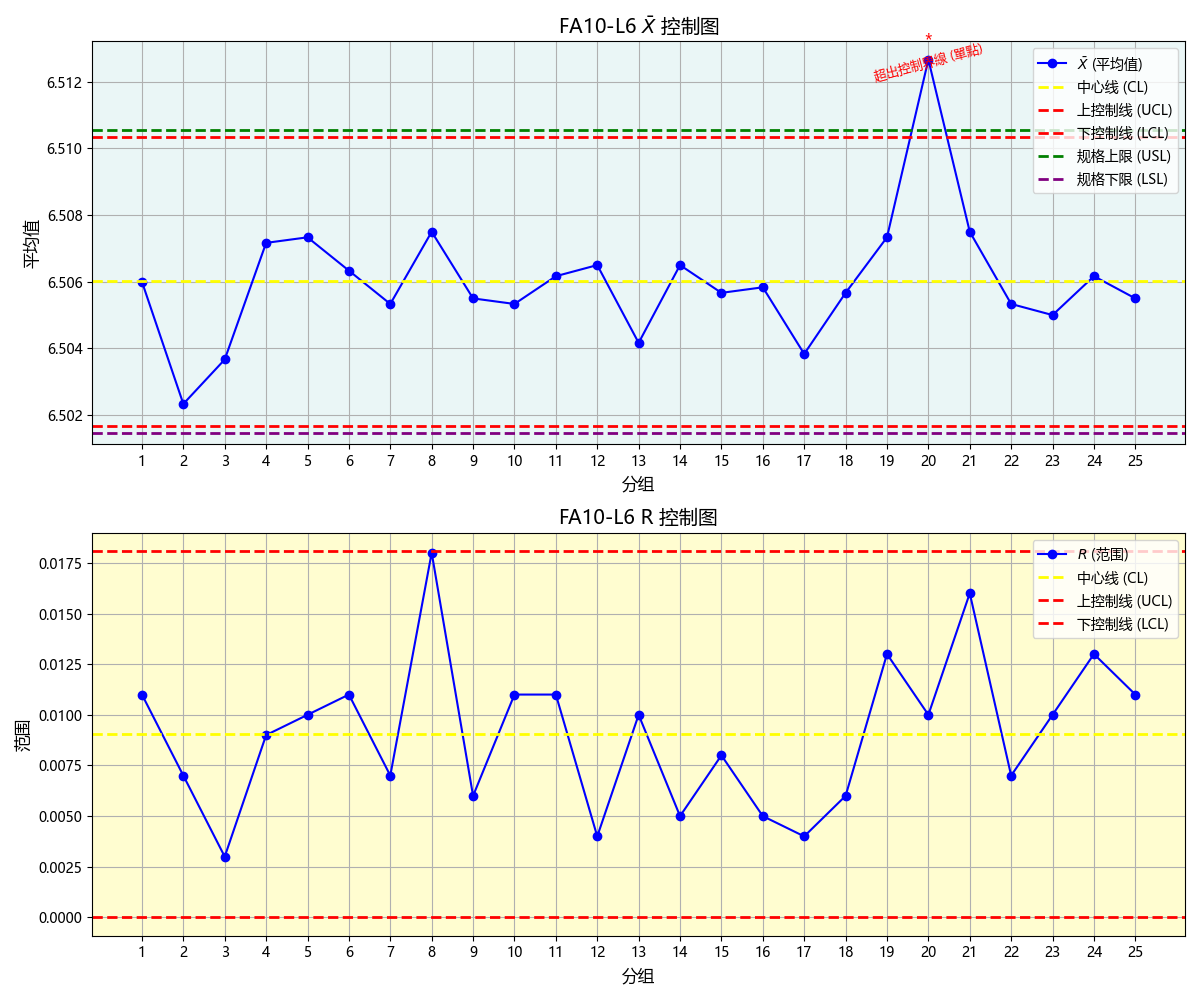 FA10-L6 X̄ 控制图
*
超出控制界線 (單點)
X̄ (平均值)
中心线 (CL)
上控制线 (UCL)
下控制线 (LCL)
规格上限 (USL)
规格下限 (LSL)
平均值
6.512
6.510
6.508
6.506
6.504
6.502
1 2 3 4 5 6 7 8 9 10 11 12 13 14 15 16 17 18 19 20 21 22 23 24 25
分组
FA10-L6 R 控制图
R (范围)
中心线 (CL)
上控制线 (UCL)
下控制线 (LCL)
范围
0.0175
0.0150
0.0125
0.0100
0.0075
0.0050
0.0025
0.0000
1 2 3 4 5 6 7 8 9 10 11 12 13 14 15 16 17 18 19 20 21 22 23 24 25
分组